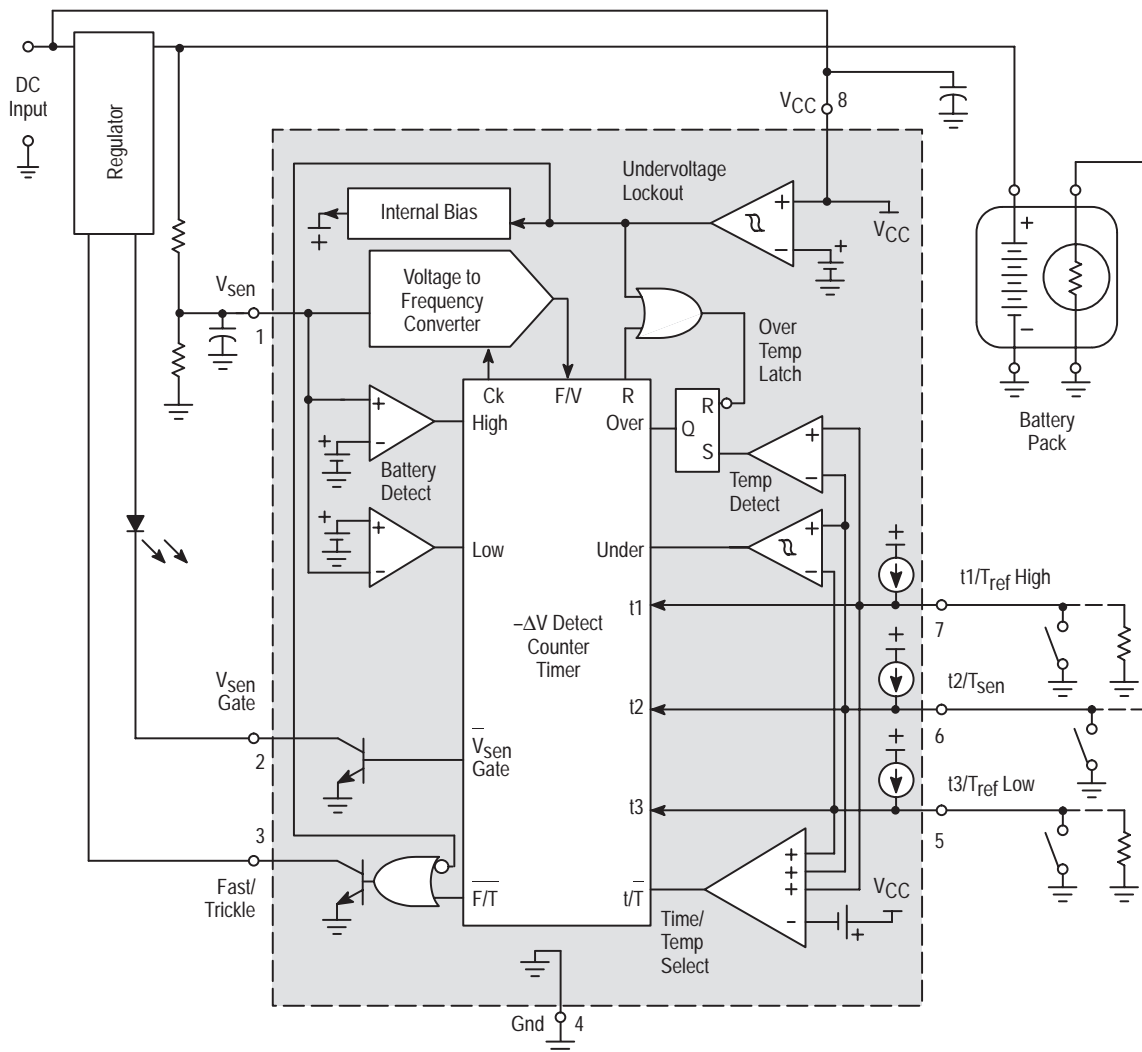 DC
Input
Regulator
VCC 8
Undervoltage
Lockout
+
VCC
−
+
Internal Bias
+
Voltage to
Frequency
Converter
Vsen
1
Over
Temp
Latch
+
−
Battery
Pack
Ck F/V R
High
Over
R
Q
S
+
−
+
Battery
Detect
+
−
Temp
Detect
+
+
−
Low
Under
+
−
t1
−ΔV Detect
Counter
Timer
+
t1/Tref High
7
t2
+
t2/Tsen
6
t3
+
t3/Tref Low
5
Vsen
Gate
2
Vsen
Gate
3
Fast/
Trickle
F/T
t/T
+
+
+
−
VCC
+
Time/
Temp
Select
Gnd 4